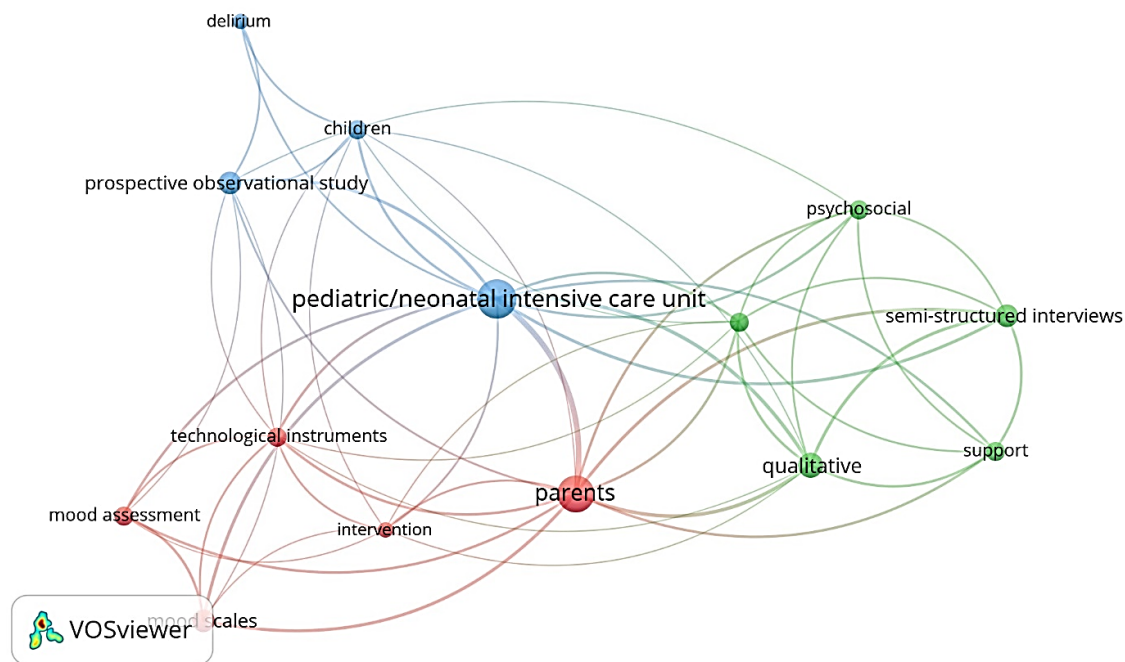 delirium
children
prospective observational study
psychosocial
pediatric/neonatal intensive care unit
semi-structured interviews
technological instruments
support
qualitative
parents
mood assessment
intervention
mood scales
VOSviewer